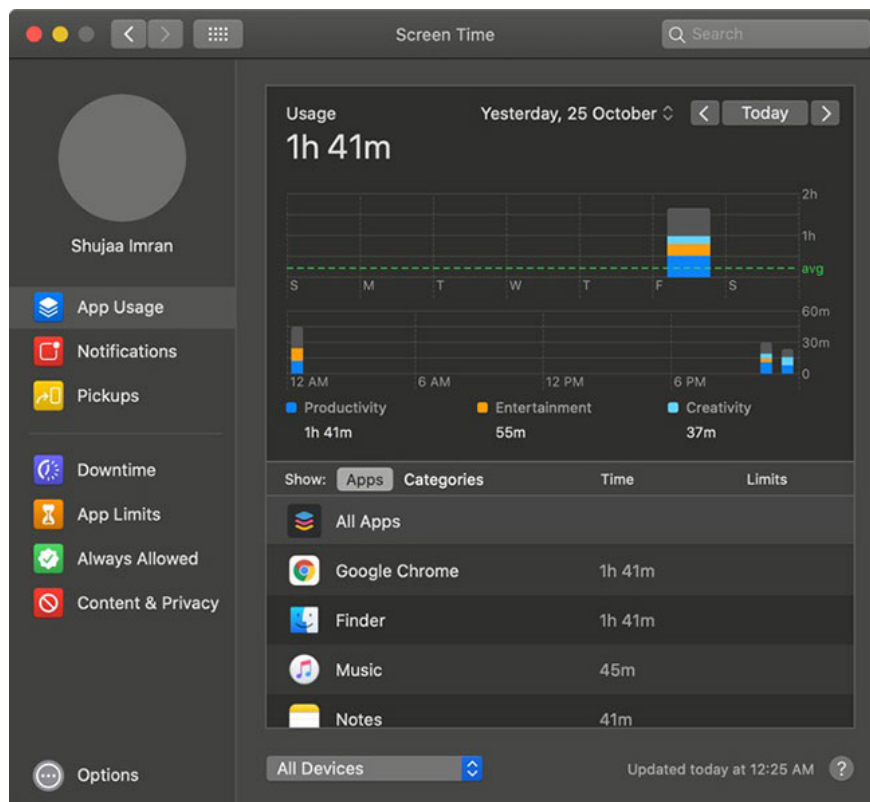 Screen Time
Search
Shujaa Imran
App Usage
Notifications
Pickups
Downtime
App Limits
Always Allowed
Content & Privacy
Options
Usage
Yesterday, 25 October
Today
1h 41m
2h
1h
avg
S M T W T F S
60m
30m
0
12 AM 6 AM 12 PM 6 PM
Productivity Entertainment Creativity
1h 41m 55m 37m
Show: Apps Categories Time Limits
All Apps
Google Chrome 1h 41m
Finder 1h 41m
Music 45m
Notes 41m
All Devices
Updated today at 12:25 AM ?